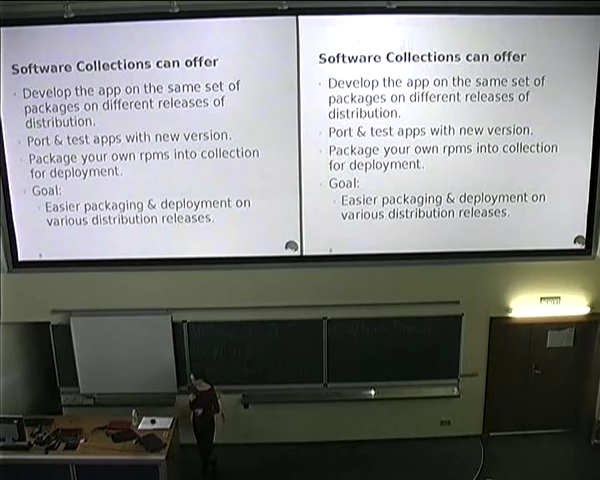 Software Collections can offer
Develop the app on the same set of
packages on different releases of
distribution.
Port & test apps with new version.
Package your own rpms into collection
for deployment.
Goal:
Easier packaging & deployment on
various distribution releases.
Software Collections can offer
Develop the app on the same set of
packages on different releases of
distribution.
Port & test apps with new version.
Package your own rpms into collection
for deployment.
Goal:
Easier packaging & deployment on
various distribution releases.